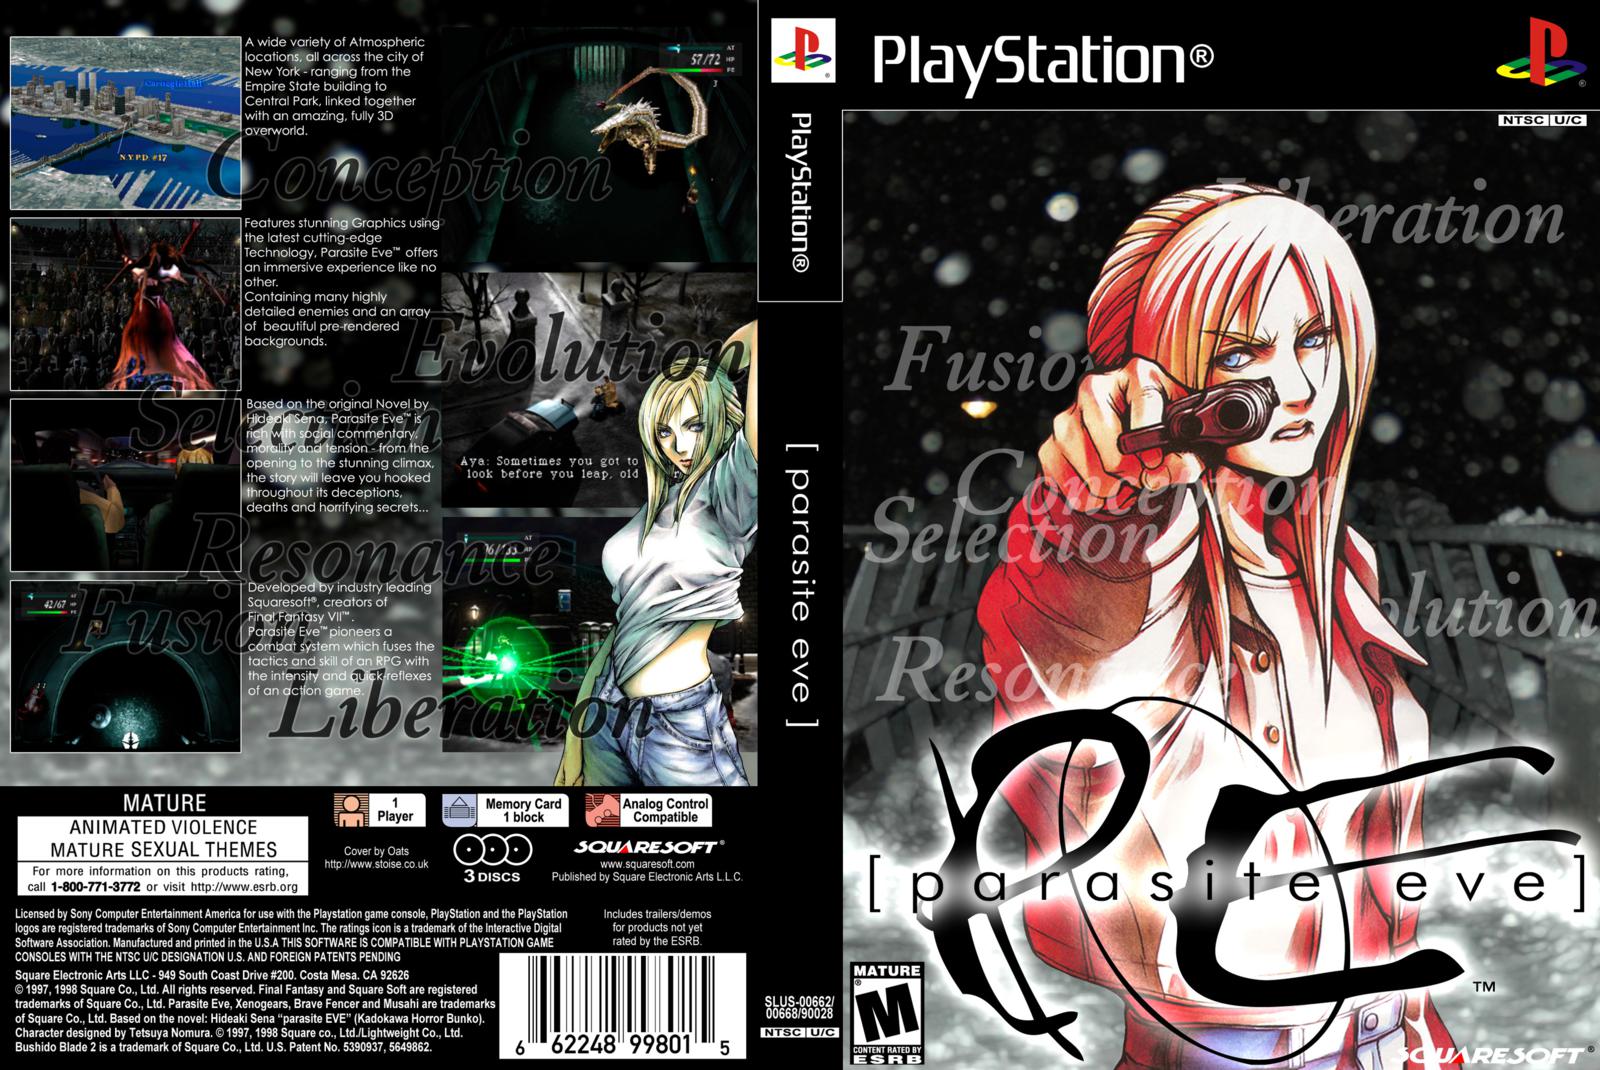 A wide variety of Atmospheric
locations, all across the city of
New York - ranging from the
Empire State building to
Central Park, linked together
with an amazing, fully 3D
overworld.
Carnegie Hall
N.Y.P.D. #17
Conception
57/72
AT
HP
PE
3
Features stunning Graphics using
the latest cutting-edge
Technology, Parasite Eve™ offers
an immersive experience like no
other.
Containing many highly
detailed enemies and an array
of beautiful pre-rendered
backgrounds.
Evolution
Selection
Based on the original Novel by
Hideaki Sena, Parasite Eve™ is
rich with social commentary,
morality and tension - from the
opening to the stunning climax,
the story will leave you hooked
throughout its deceptions,
deaths and horrifying secrets...
Aya: Sometimes you got to
look before you leap, old
Resonance
AT
HP
Fusion
Developed by industry leading
Squaresoft®, creators of
Final Fantasy VII™.
Parasite Eve™ pioneers a
combat system which fuses the
tactics and skill of an RPG with
the intensity and quick-reflexes
of an action game.
42/67
AT
HP
PE
11
Liberation
MATURE
ANIMATED VIOLENCE
MATURE SEXUAL THEMES
For more information on this products rating,
call 1-800-771-3772 or visit http://www.esrb.org
1
Player
Memory Card
1 block
Analog Control
Compatible
Cover by Oats
http://www.stoise.co.uk
3 DISCS
SQUARESOFT®
www.squaresoft.com
Published by Square Electronic Arts L.L.C.
Licensed by Sony Computer Entertainment America for use with the Playstation game console, PlayStation and the PlayStation
logos are registered trademarks of Sony Computer Entertainment Inc. The ratings icon is a trademark of the Interactive Digital
Software Association. Manufactured and printed in the U.S.A THIS SOFTWARE IS COMPATIBLE WITH PLAYSTATION GAME
CONSOLES WITH THE NTSC U/C DESIGNATION U.S. AND FOREIGN PATENTS PENDING
Includes trailers/demos
for products not yet
rated by the ESRB.
Square Electronic Arts LLC - 949 South Coast Drive #200. Costa Mesa. CA 92626
© 1997, 1998 Square Co., Ltd. All rights reserved. Final Fantasy and Square Soft are registered
trademarks of Square Co., Ltd. Parasite Eve, Xenogears, Brave Fencer and Musahi are trademarks
of Square Co., Ltd. Based on the novel: Hideaki Sena “parasite EVE” (Kadokawa Horror Bunko).
Character designed by Tetsuya Nomura. © 1997, 1998 Square co., Ltd./Lightweight Co., Ltd.
Bushido Blade 2 is a trademark of Square Co., Ltd. U.S. Patent No. 5390937, 5649862.
6 62248 99801 5
PlayStation®
[ parasite eve ]
SLUS-00662/
00668/90028
NTSC U/C
PlayStation®
NTSC U/C
Liberation
Fusion
Conception
Selection
olution
Resonance
PE
[ parasite eve ]
™
MATURE
M
CONTENT RATED BY
ESRB
SQUARESOFT®